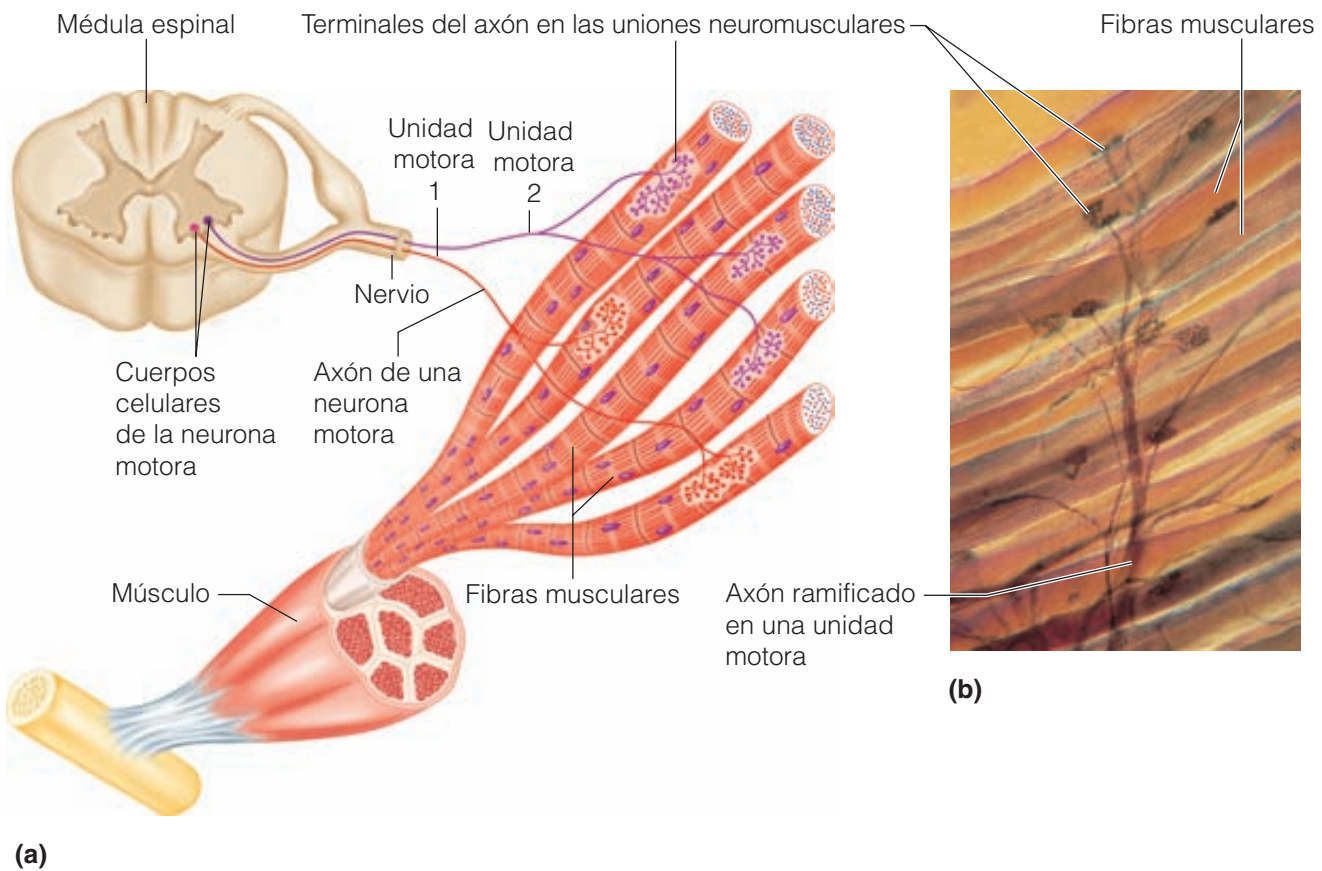 Médula espinal
Terminales del axón en las uniones neuromusculares
Fibras musculares
Unidad
motora
1
Unidad
motora
2
Nervio
Cuerpos
celulares
de la neurona
motora
Axón de una
neurona
motora
Músculo
Fibras musculares
Axón ramificado
en una unidad
motora
(b)
(a)